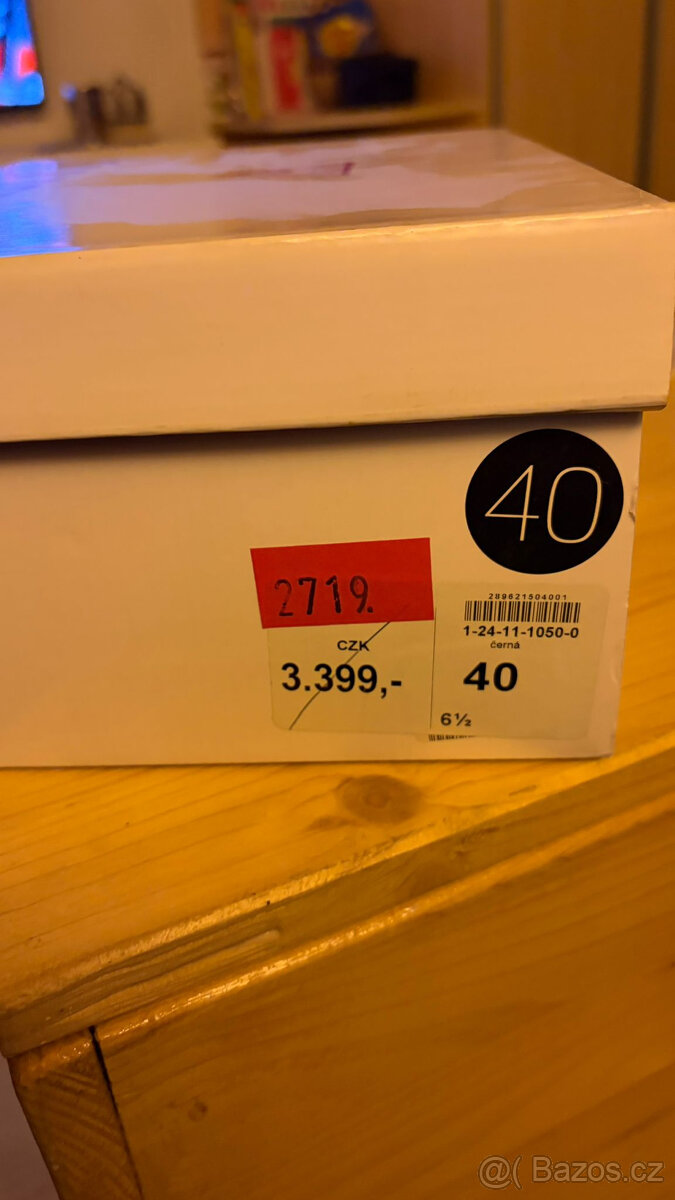 40
2719.
CZK
3.399,-
289621504001
1-24-11-1050-0
černá
40
6½
@( Bazos.cz